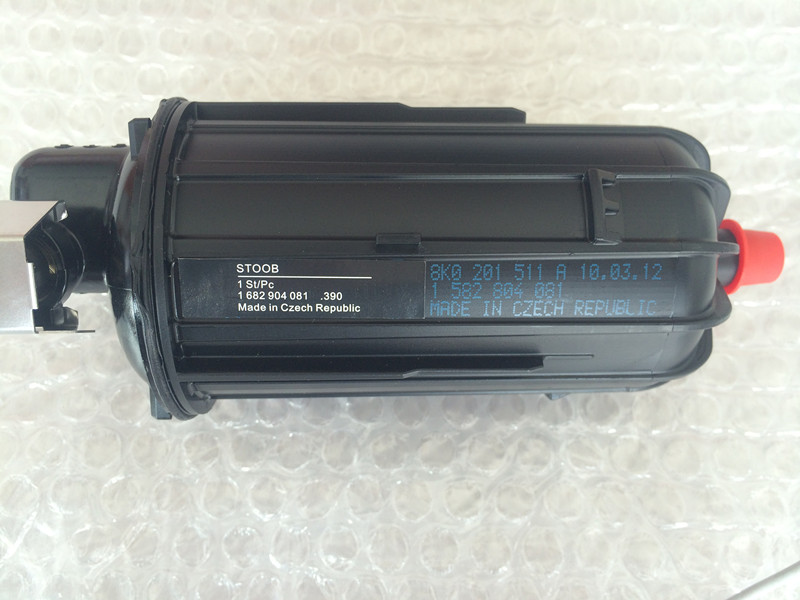 STOOB
1 St/Pc
1 682 904 081 .390
Made in Czech Republic
8K0 201 511 A 10.03.12
1 582 804 081
MADE IN CZECH REPUBLIC